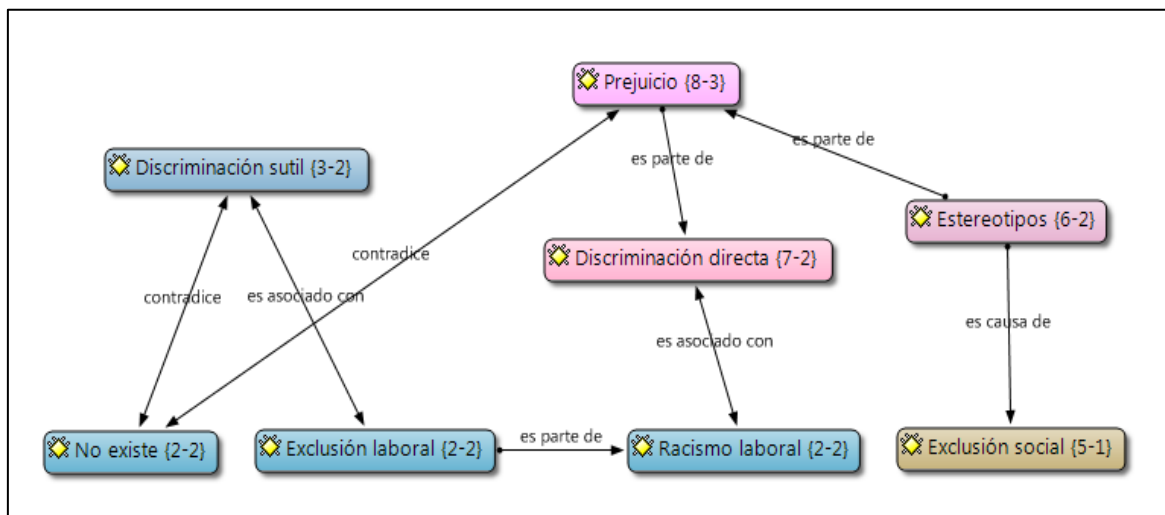 Prejuicio {8-3}
es parte de
es parte de
Discriminación sutil {3-2}
Estereotipos {6-2}
contradice
Discriminación directa {7-2}
contradice
es asociado con
es causa de
es asociado con
No existe {2-2}
Exclusión laboral {2-2}
es parte de
Racismo laboral {2-2}
Exclusión social {5-1}